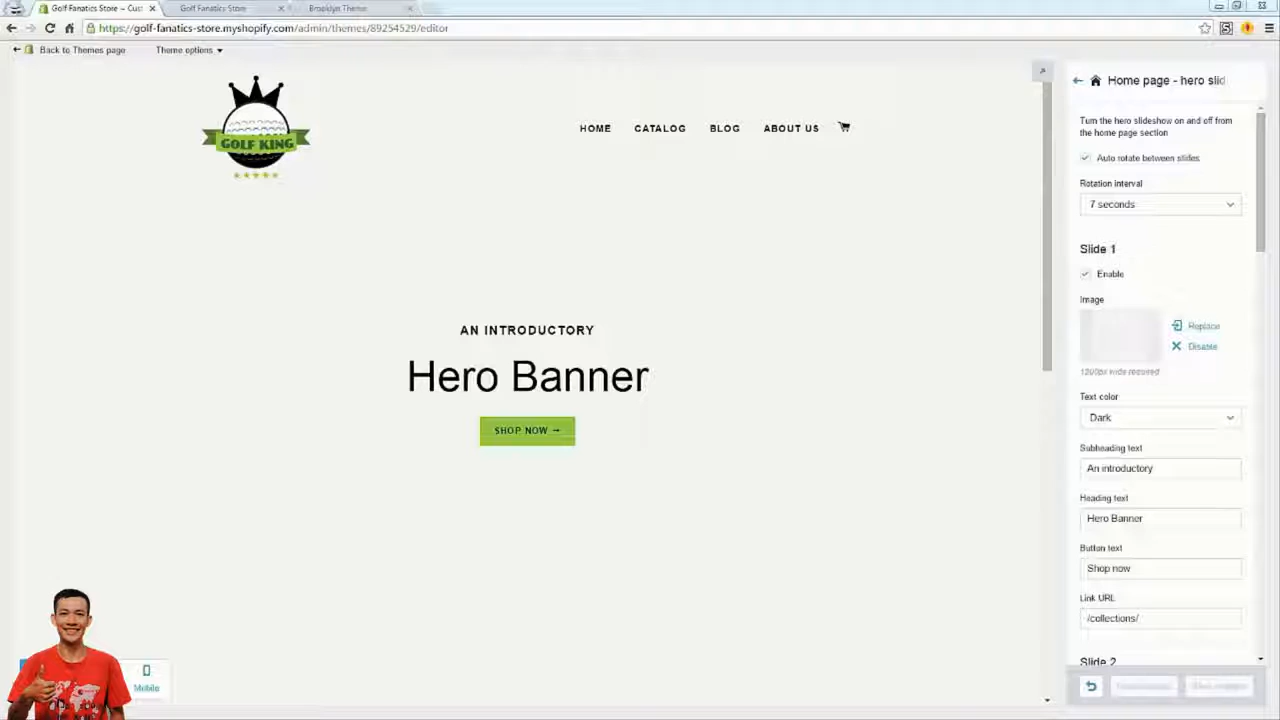 Golf Fanatics Store ~ Cus
Golf Fanatics Store
Brooklyn Theme
https://golf-fanatics-store.myshopify.com/admin/themes/89254529/editor
Back to Themes page
Theme options
GOLF KING
HOME
CATALOG
BLOG
ABOUT US
AN INTRODUCTORY
Hero Banner
SHOP NOW →
Mobile
Home page - hero slid
Turn the hero slideshow on and off from
the home page section
Auto rotate between slides
Rotation interval
7 seconds
Slide 1
Enable
Image
Replace
Disable
1200px wide required
Text color
Dark
Subheading text
An introductory
Heading text
Hero Banner
Button text
Shop now
Link URL
/collections/
Slide 2